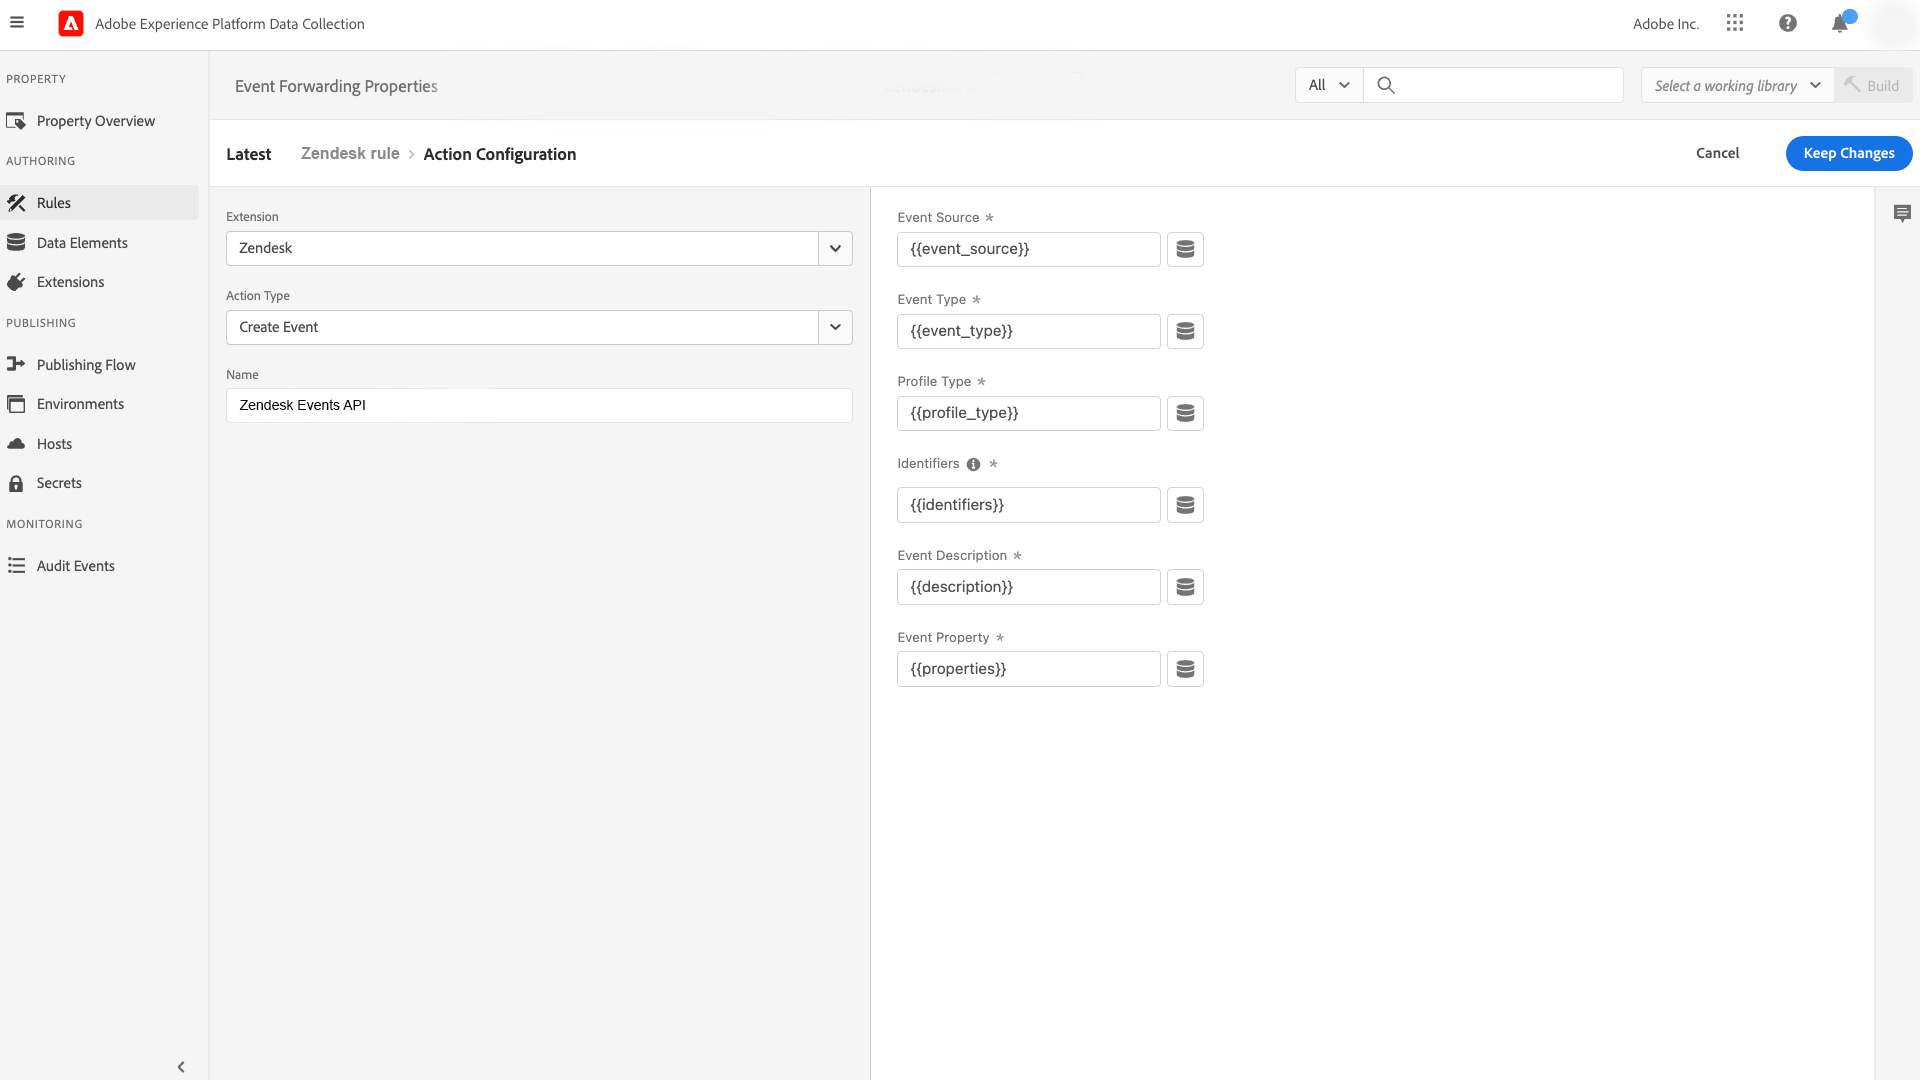 Adobe Experience Platform Data Collection
Adobe Inc.
PROPERTY
Property Overview
AUTHORING
Rules
Data Elements
Extensions
PUBLISHING
Publishing Flow
Environments
Hosts
Secrets
MONITORING
Audit Events
Event Forwarding Properties
All
Select a working library
Build
Latest
Zendesk rule > Action Configuration
Cancel
Keep Changes
Extension
Zendesk
Action Type
Create Event
Name
Zendesk Events API
Event Source *
{{event_source}}
Event Type *
{{event_type}}
Profile Type *
{{profile_type}}
Identifiers *
{{identifiers}}
Event Description *
{{description}}
Event Property *
{{properties}}